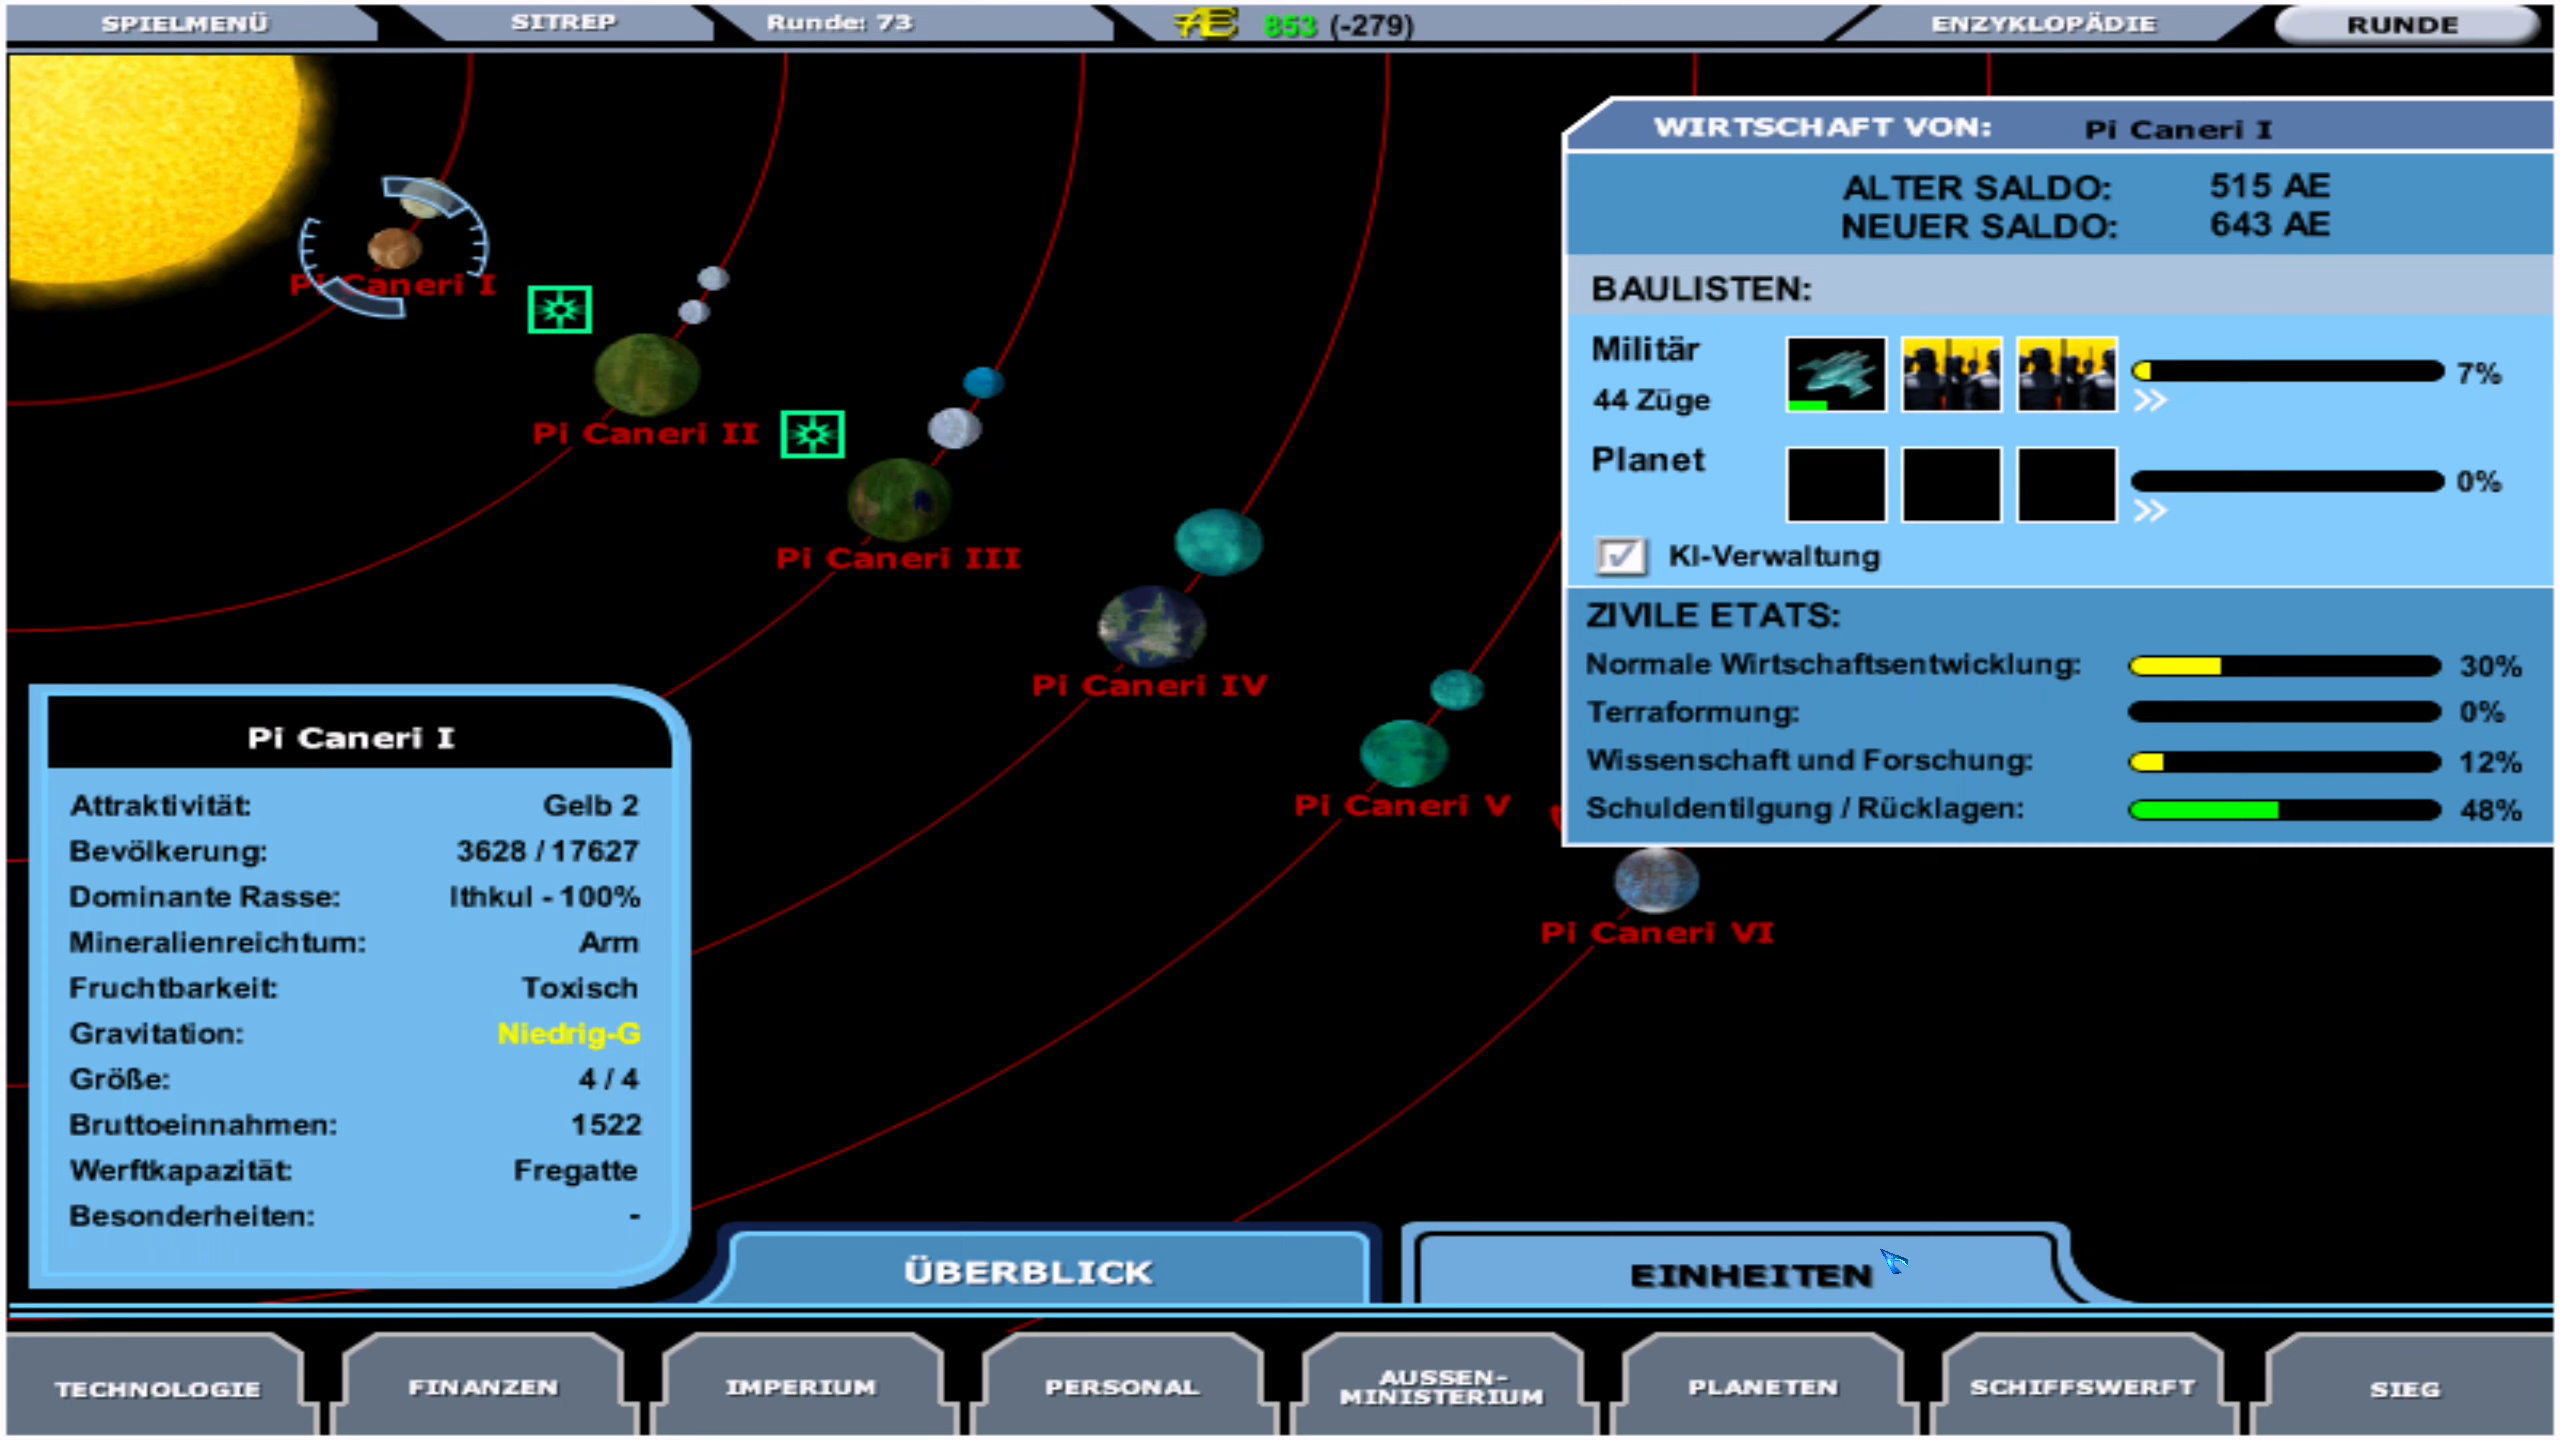 SPIELMENÜ
SITREP
Runde: 73
AE 853 (-279)
ENZYKLOPÄDIE
RUNDE
Pi Caneri I
Pi Caneri II
Pi Caneri III
Pi Caneri IV
Pi Caneri V
Pi Caneri VI
WIRTSCHAFT VON: Pi Caneri I
ALTER SALDO: 515 AE
NEUER SALDO: 643 AE
BAULISTEN:
Militär 7%
44 Züge
Planet 0%
KI-Verwaltung
ZIVILE ETATS:
Normale Wirtschaftsentwicklung: 30%
Terraformung: 0%
Wissenschaft und Forschung: 12%
Schuldentilgung / Rücklagen: 48%
Pi Caneri I
Attraktivität: Gelb 2
Bevölkerung: 3628 / 17627
Dominante Rasse: Ithkul - 100%
Mineralienreichtum: Arm
Fruchtbarkeit: Toxisch
Gravitation: Niedrig-G
Größe: 4 / 4
Bruttoeinnahmen: 1522
Werftkapazität: Fregatte
Besonderheiten: -
ÜBERBLICK
EINHEITEN
TECHNOLOGIE
FINANZEN
IMPERIUM
PERSONAL
AUSSEN-
MINISTERIUM
PLANETEN
SCHIFFSWERFT
SIEG